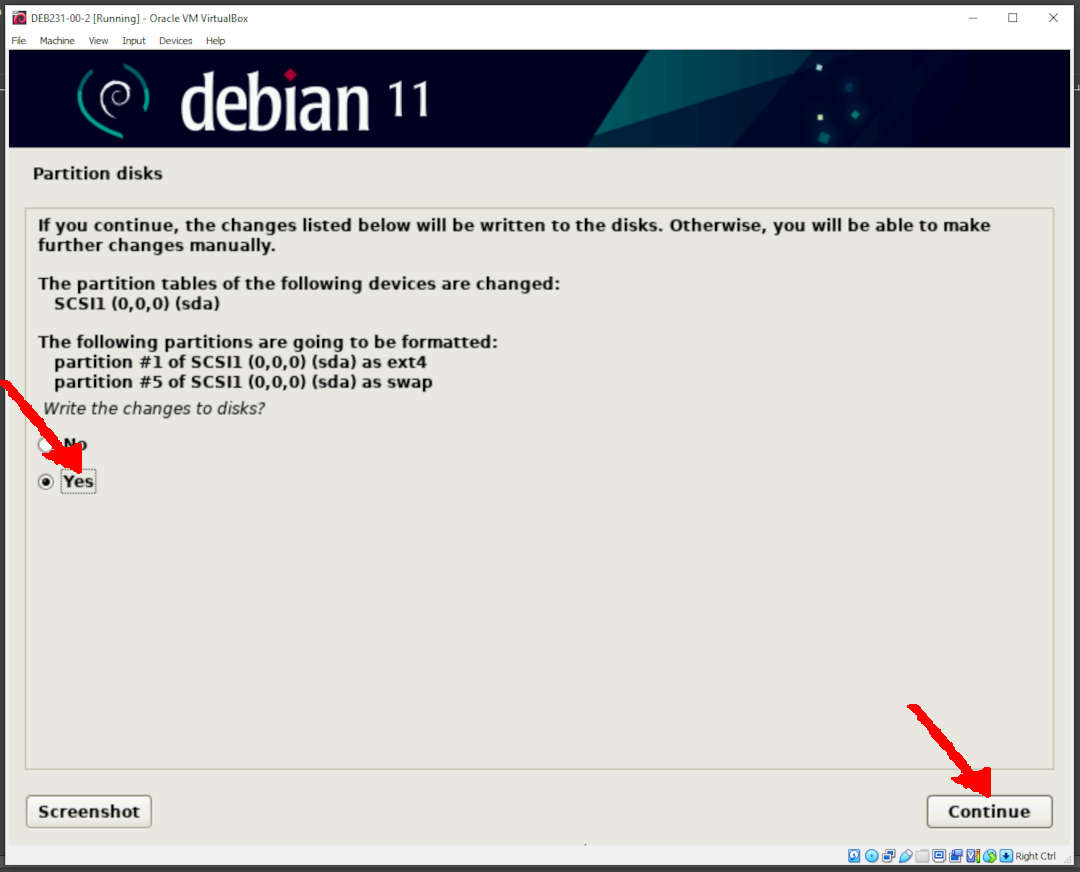 DEB231-00-2 [Running] - Oracle VM VirtualBox
File Machine View Input Devices Help
debian 11
Partition disks
If you continue, the changes listed below will be written to the disks. Otherwise, you will be able to make
further changes manually.
The partition tables of the following devices are changed:
SCSI1 (0,0,0) (sda)
The following partitions are going to be formatted:
partition #1 of SCSI1 (0,0,0) (sda) as ext4
partition #5 of SCSI1 (0,0,0) (sda) as swap
Write the changes to disks?
No
Yes
Screenshot
Continue
Right Ctrl